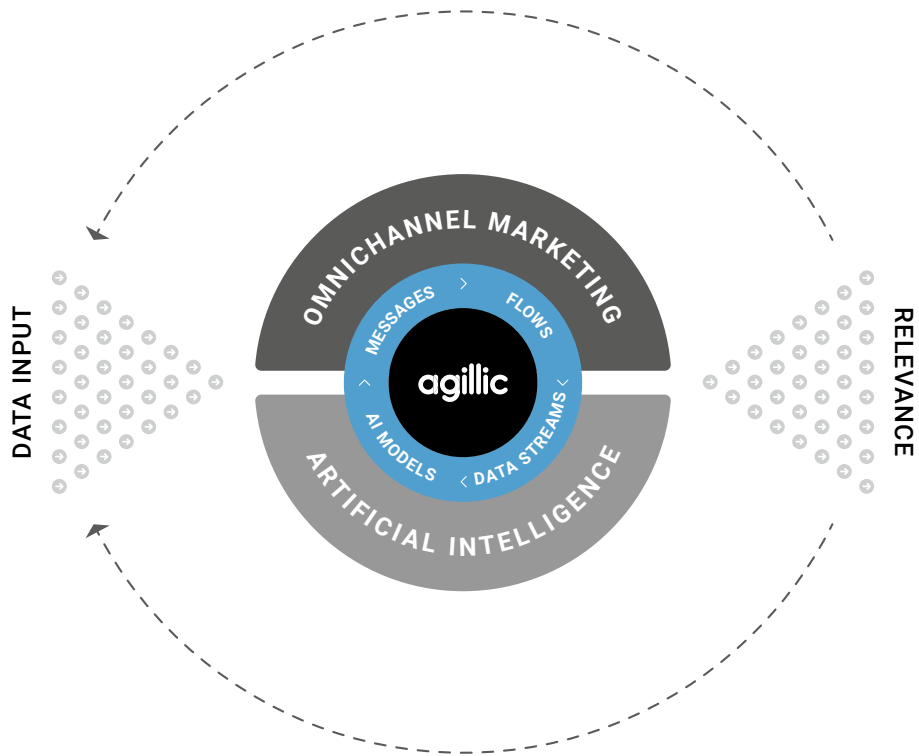 DATA INPUT
OMNICHANNEL MARKETING
MESSAGES
FLOWS
agillic
AI MODELS
DATA STREAMS
ARTIFICIAL INTELLIGENCE
RELEVANCE